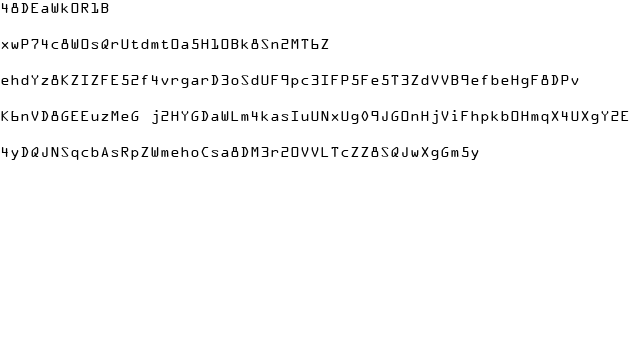 48DEaWkOR1B
xwP74c8WOsQrUtdmtOa5H1OBk8Sn2MT6Z
ehdYz8KZIZFE52f4vrgarD3oSdUF9pc3IFP5Fe5T3ZdVVB9efbeHgF8DPv
K6nVD8GEEuzMeG j2HYGDaWLm4kasIuUNxUg09JGOnHjViFhpkbOHmqX4UXgY2E
4yDQJNSqcbAsRpZWmehoCsa8DM3r2OVVLTcZZ8SQJwXgGm5y